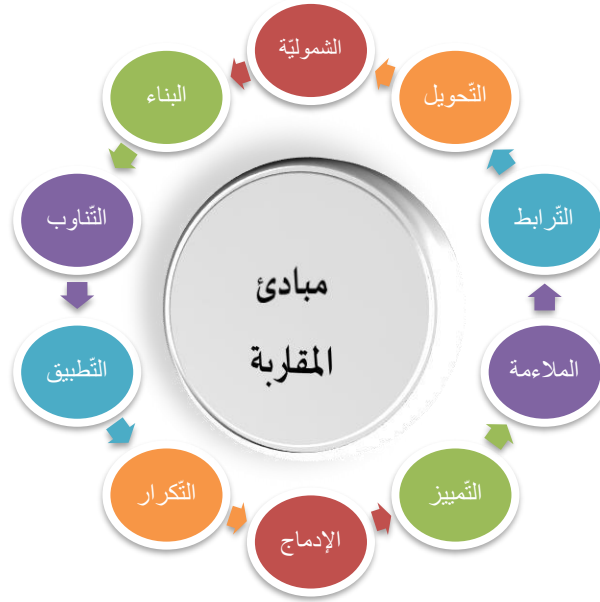 مبادئ
المقاربة
الشموليّة
البناء
التّناوب
التّطبيق
التّكرار
الإدماج
التّمييز
الملاءمة
التّرابط
التّحويل